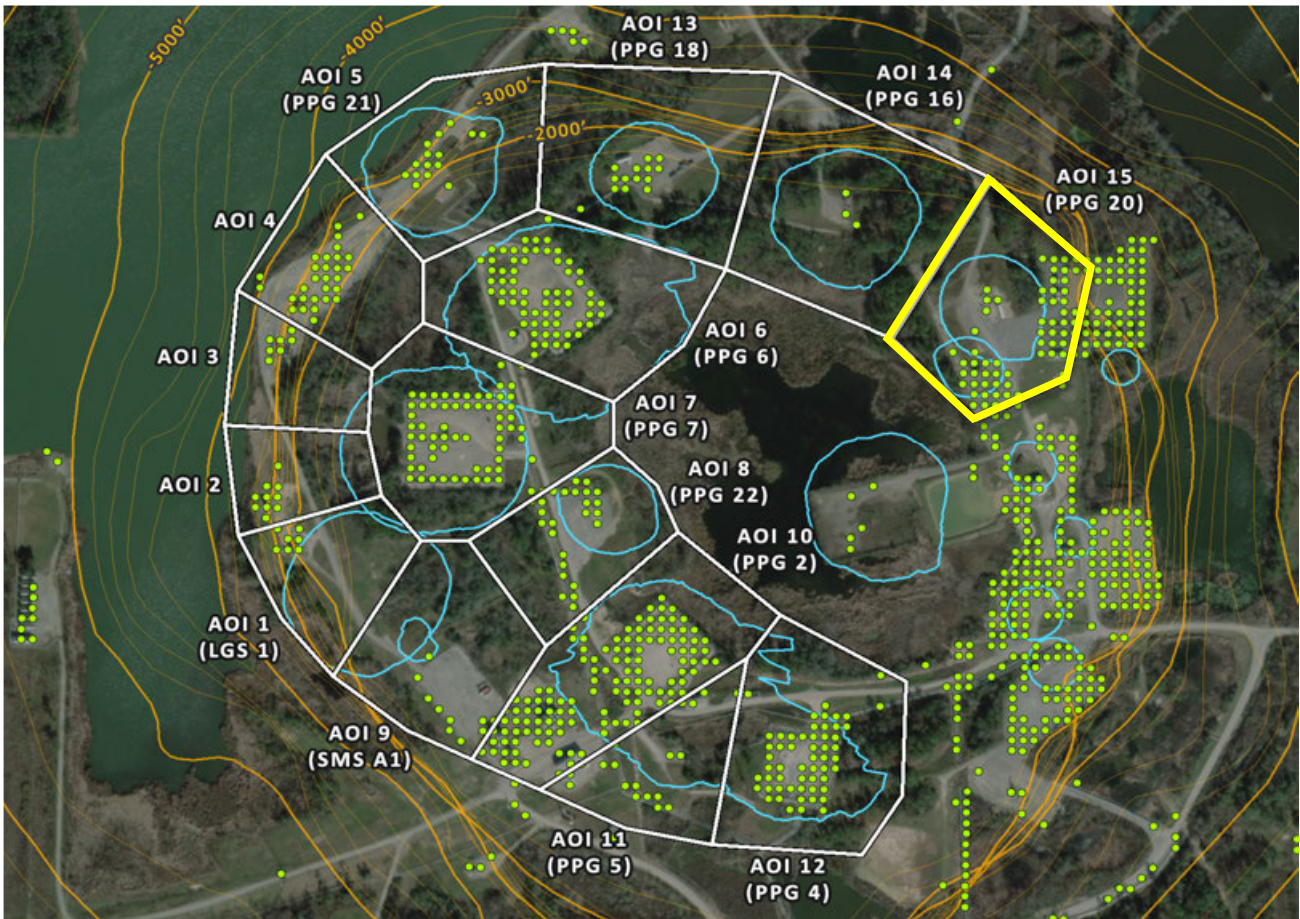 -5000'
-4000'
AOI 13
(PPG 18)
AOI 5
(PPG 21)
AOI 14
(PPG 16)
-3000'
-2000'
AOI 15
(PPG 20)
AOI 4
AOI 6
(PPG 6)
AOI 3
AOI 7
(PPG 7)
AOI 8
(PPG 22)
AOI 2
AOI 10
(PPG 2)
AOI 1
(LGS 1)
AOI 9
(SMS A1)
AOI 11
(PPG 5)
AOI 12
(PPG 4)